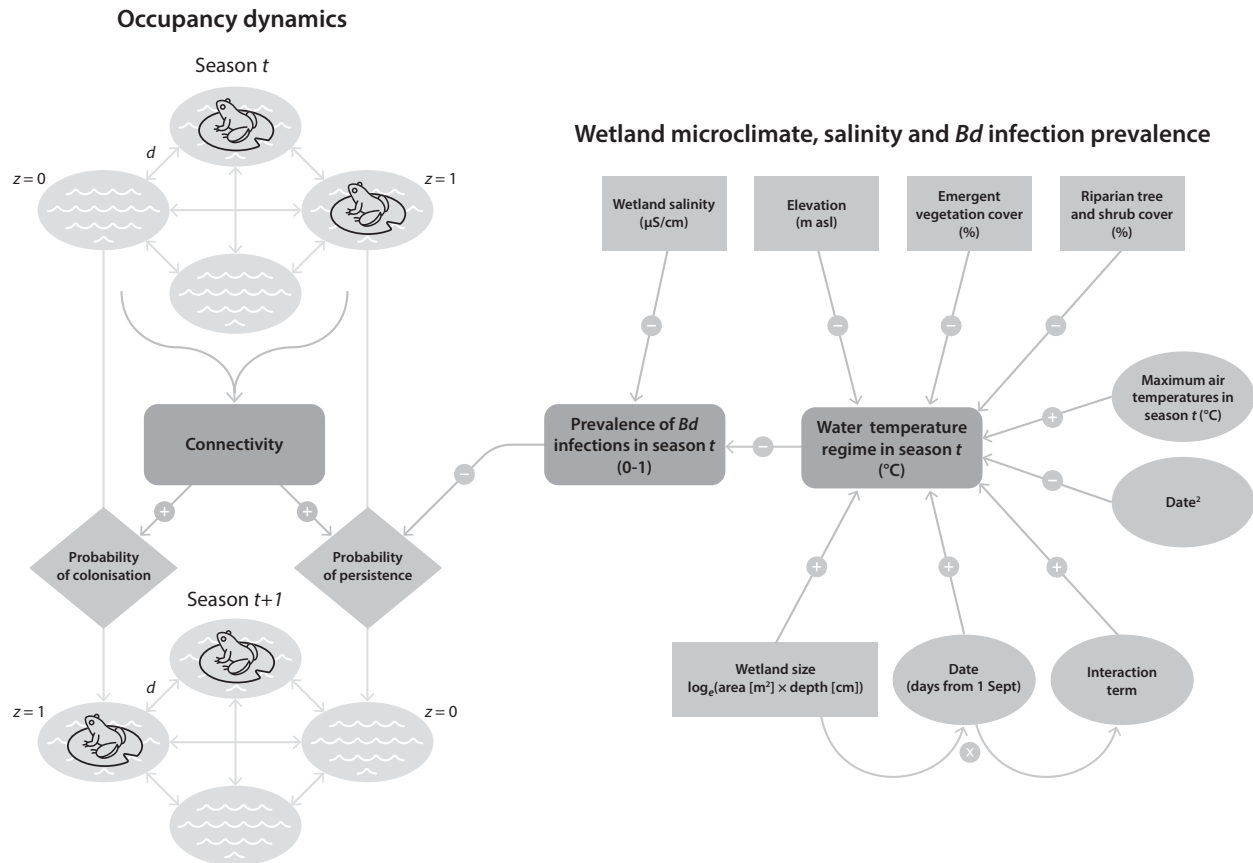 Occupancy dynamics
Season t
d
z = 0
z = 1
Connectivity
+
+
Probability
of colonisation
Probability
of persistence
Season t+1
d
z = 1
z = 0
Wetland microclimate, salinity and Bd infection prevalence
Wetland salinity
(µS/cm)
Elevation
(m asl)
Emergent
vegetation cover
(%)
Riparian tree
and shrub cover
(%)
−
−
−
−
Maximum air
temperatures in
season t (°C)
+
Prevalence of Bd
infections in season t
(0-1)
−
−
Water temperature
regime in season t
(°C)
−
Date²
+
+
+
Wetland size
logₑ(area [m²] × depth [cm])
Date
(days from 1 Sept)
Interaction
term
x